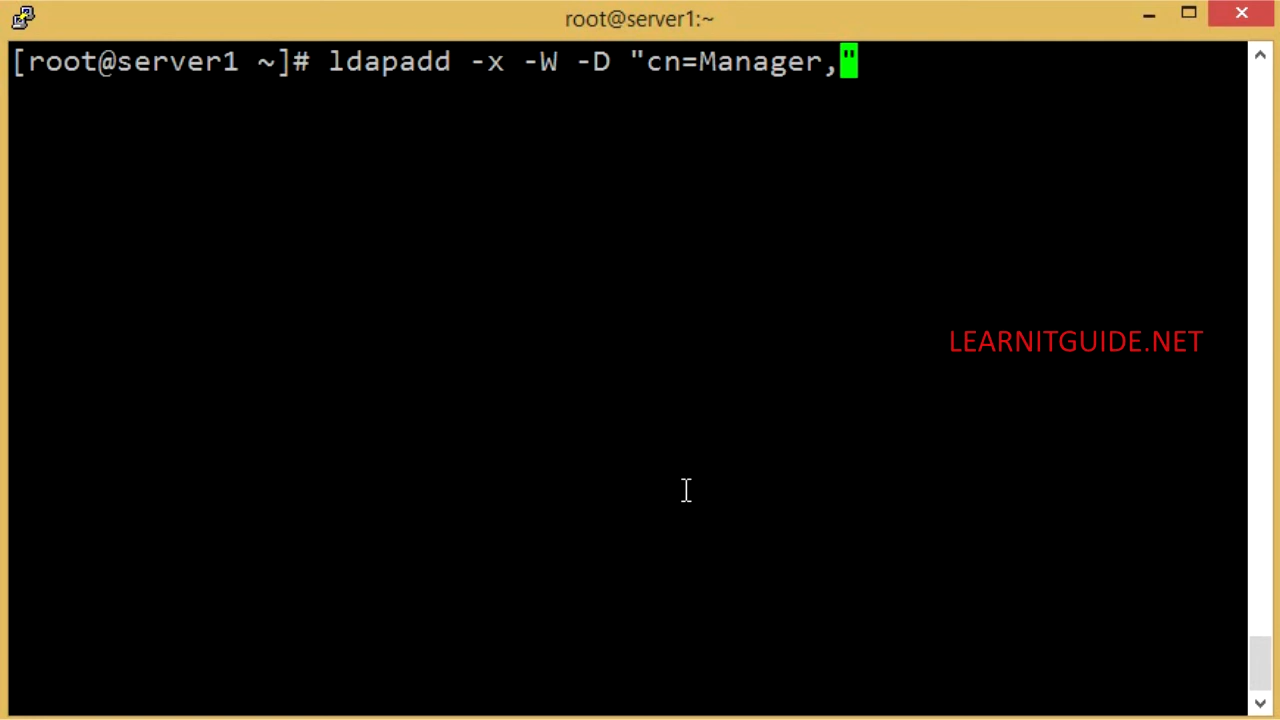 root@server1:~
[root@server1 ~]# ldapadd -x -W -D "cn=Manager,"
LEARNITGUIDE.NET